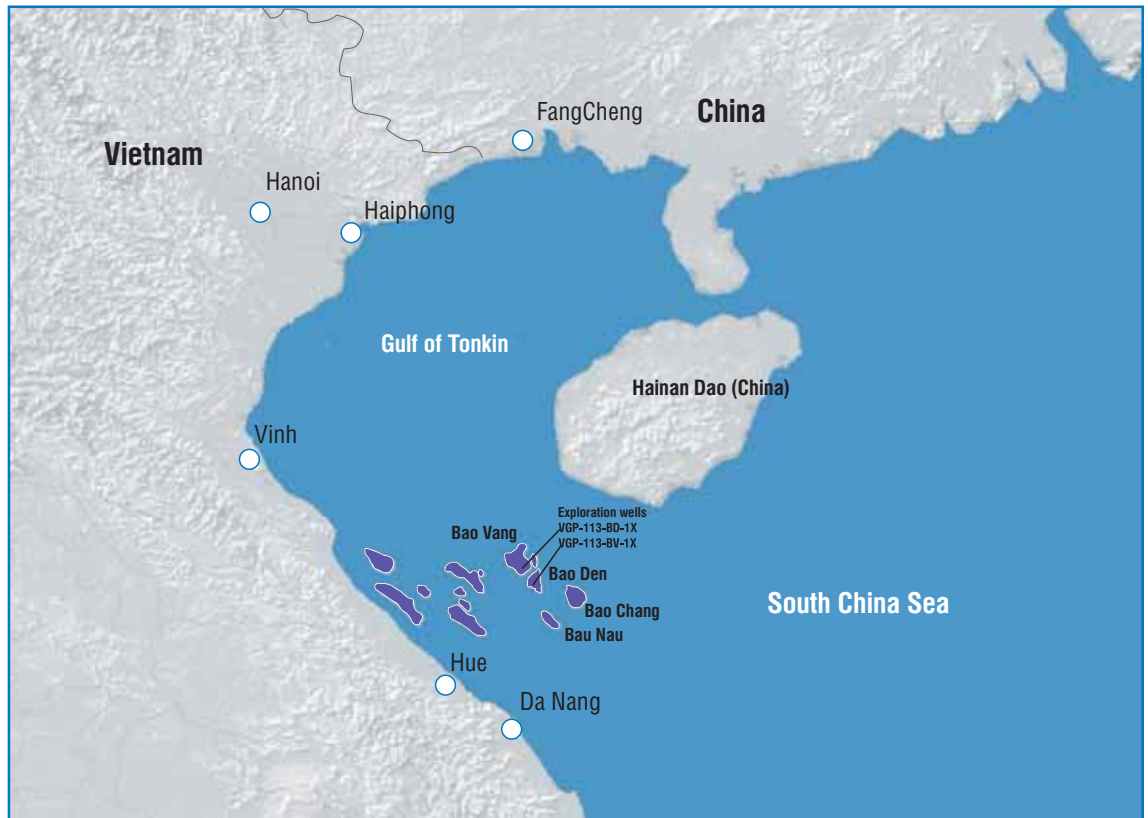 FangCheng
China
Vietnam
Hanoi
Haiphong
Gulf of Tonkin
Hainan Dao (China)
Vinh
Exploration wells
VGP-113-BD-1X
VGP-113-BV-1X
Bao Vang
Bao Den
Bao Chang
South China Sea
Bau Nau
Hue
Da Nang